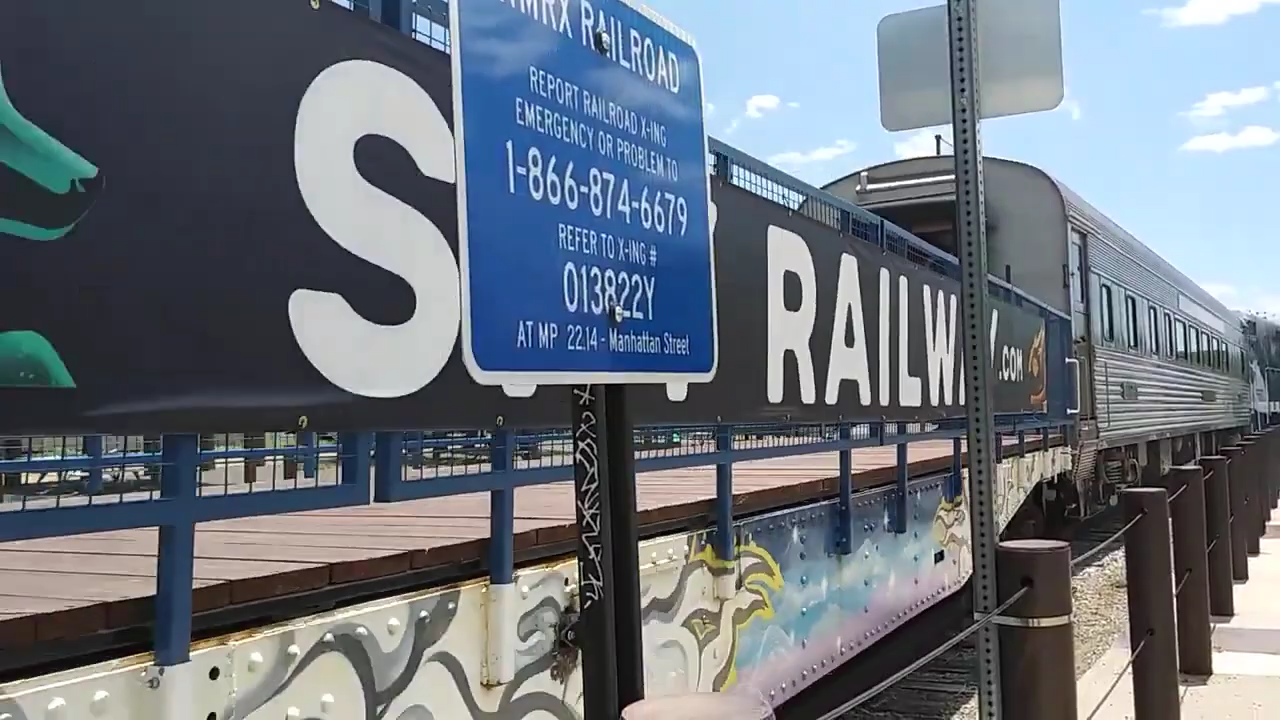 RAILROAD
REPORT RAILROAD X-ING
EMERGENCY OR PROBLEM TO
1-866-874-6679
REFER TO X-ING #
013822Y
AT MP 22.14 - Manhattan Street
S
RAILWAY.COM